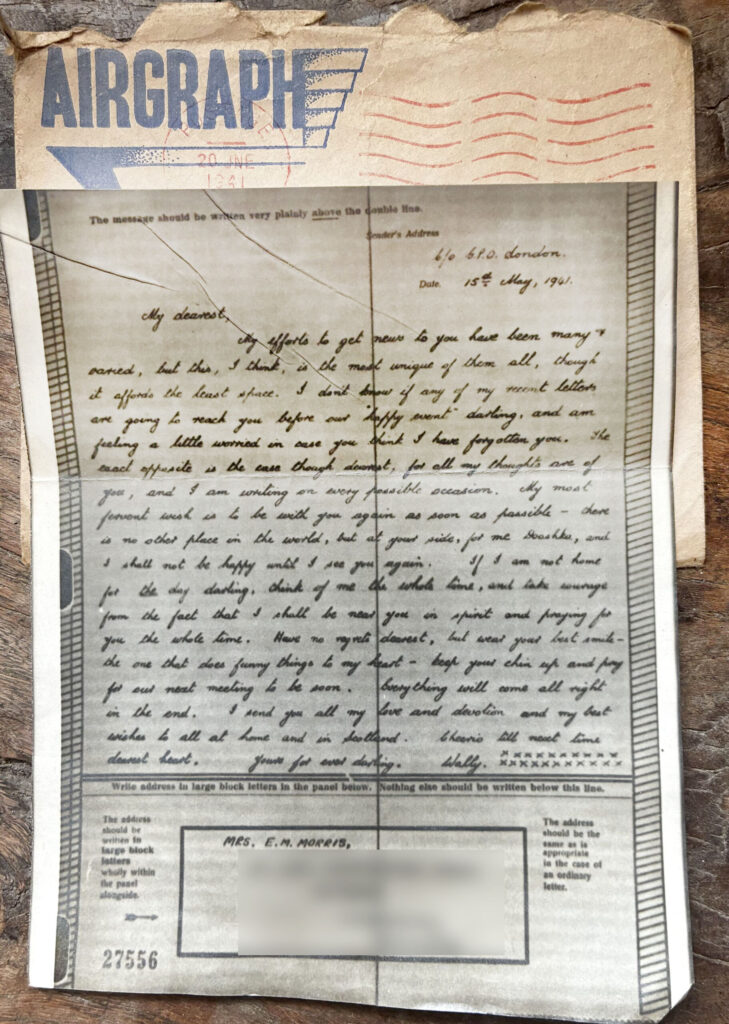 AIRGRAPH
20 JNE
1941
The message should be written very plainly above the double line.
Sender's Address
c/o G.P.O. London.
Date. 15th May, 1941.
My dearest,
My efforts to get news to you have been many +
varied, but this, I think, is the most unique of them all, though
it affords the least space. I don't know if any of my recent letters
are going to reach you before our "happy event" darling, and am
feeling a little worried in case you think I have forgotten you. The
exact opposite is the case though dearest, for all my thoughts are of
you, and I am writing on every possible occasion. My most
fervent wish is to be with you again as soon as possible - there
is no other place in the world, but at your side, for me Dooshka, and
I shall not be happy until I see you again. If I am not home
for the day darling, think of me the whole time, and take courage
from the fact that I shall be near you in spirit and praying for
you the whole time. Have no regrets dearest, but wear your best smile -
the one that does funny things to my heart - keep your chin up and pray
for our next meeting to be soon. Everything will come all right
in the end. I send you all my love and devotion and my best
wishes to all at home and in Scotland. Cheerio till next time
dearest heart. Yours for ever darling. Wally. x x x x x x x x x x
x x x x x x x x x x
Write address in large block letters in the panel below. Nothing else should be written below this line.
The address
should be
written in
large block
letters
wholly within
the panel
alongside.
MRS. E.M. MORRIS,
The address
should be the
same as is
appropriate
in the case of
an ordinary
letter.
27556